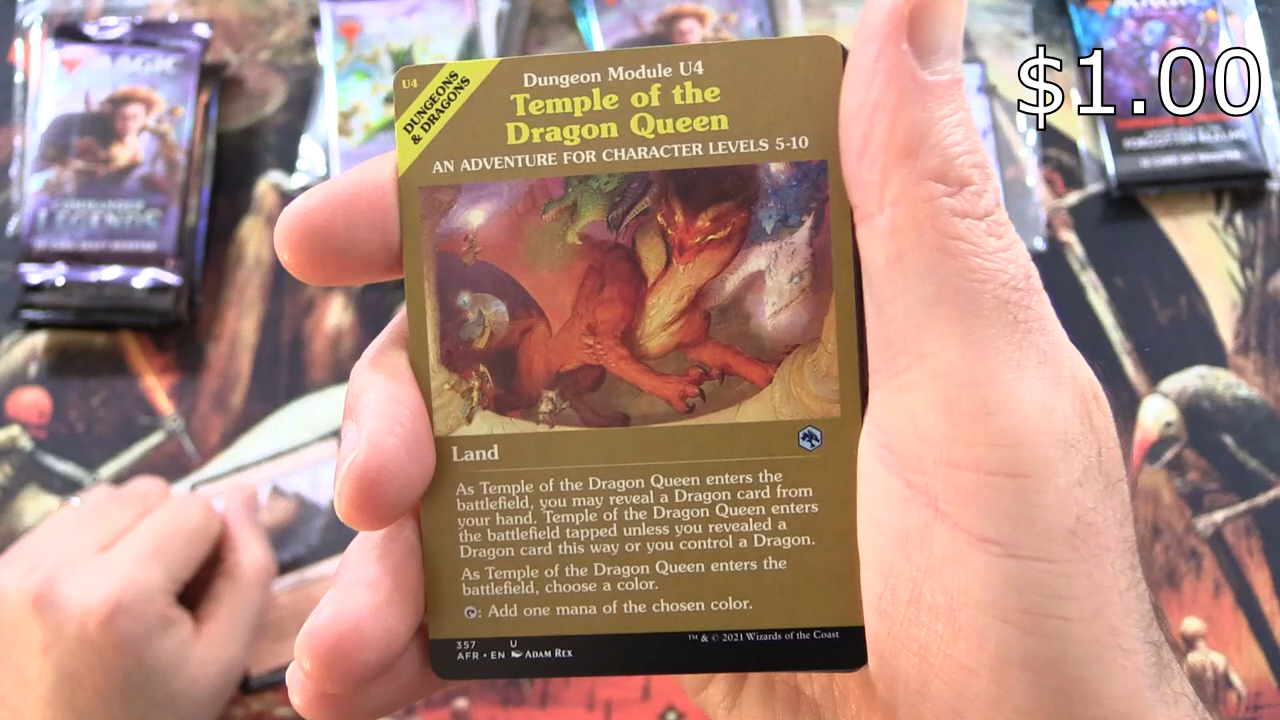 $1.00
MAGIC
LEGENDS
U4
DUNGEONS
& DRAGONS
Dungeon Module U4
Temple of the
Dragon Queen
AN ADVENTURE FOR CHARACTER LEVELS 5-10
Land
As Temple of the Dragon Queen enters the
battlefield, you may reveal a Dragon card from
your hand. Temple of the Dragon Queen enters
the battlefield tapped unless you revealed a
Dragon card this way or you control a Dragon.
As Temple of the Dragon Queen enters the
battlefield, choose a color.
: Add one mana of the chosen color.
357 U
AFR • EN ADAM REX
™ & © 2021 Wizards of the Coast